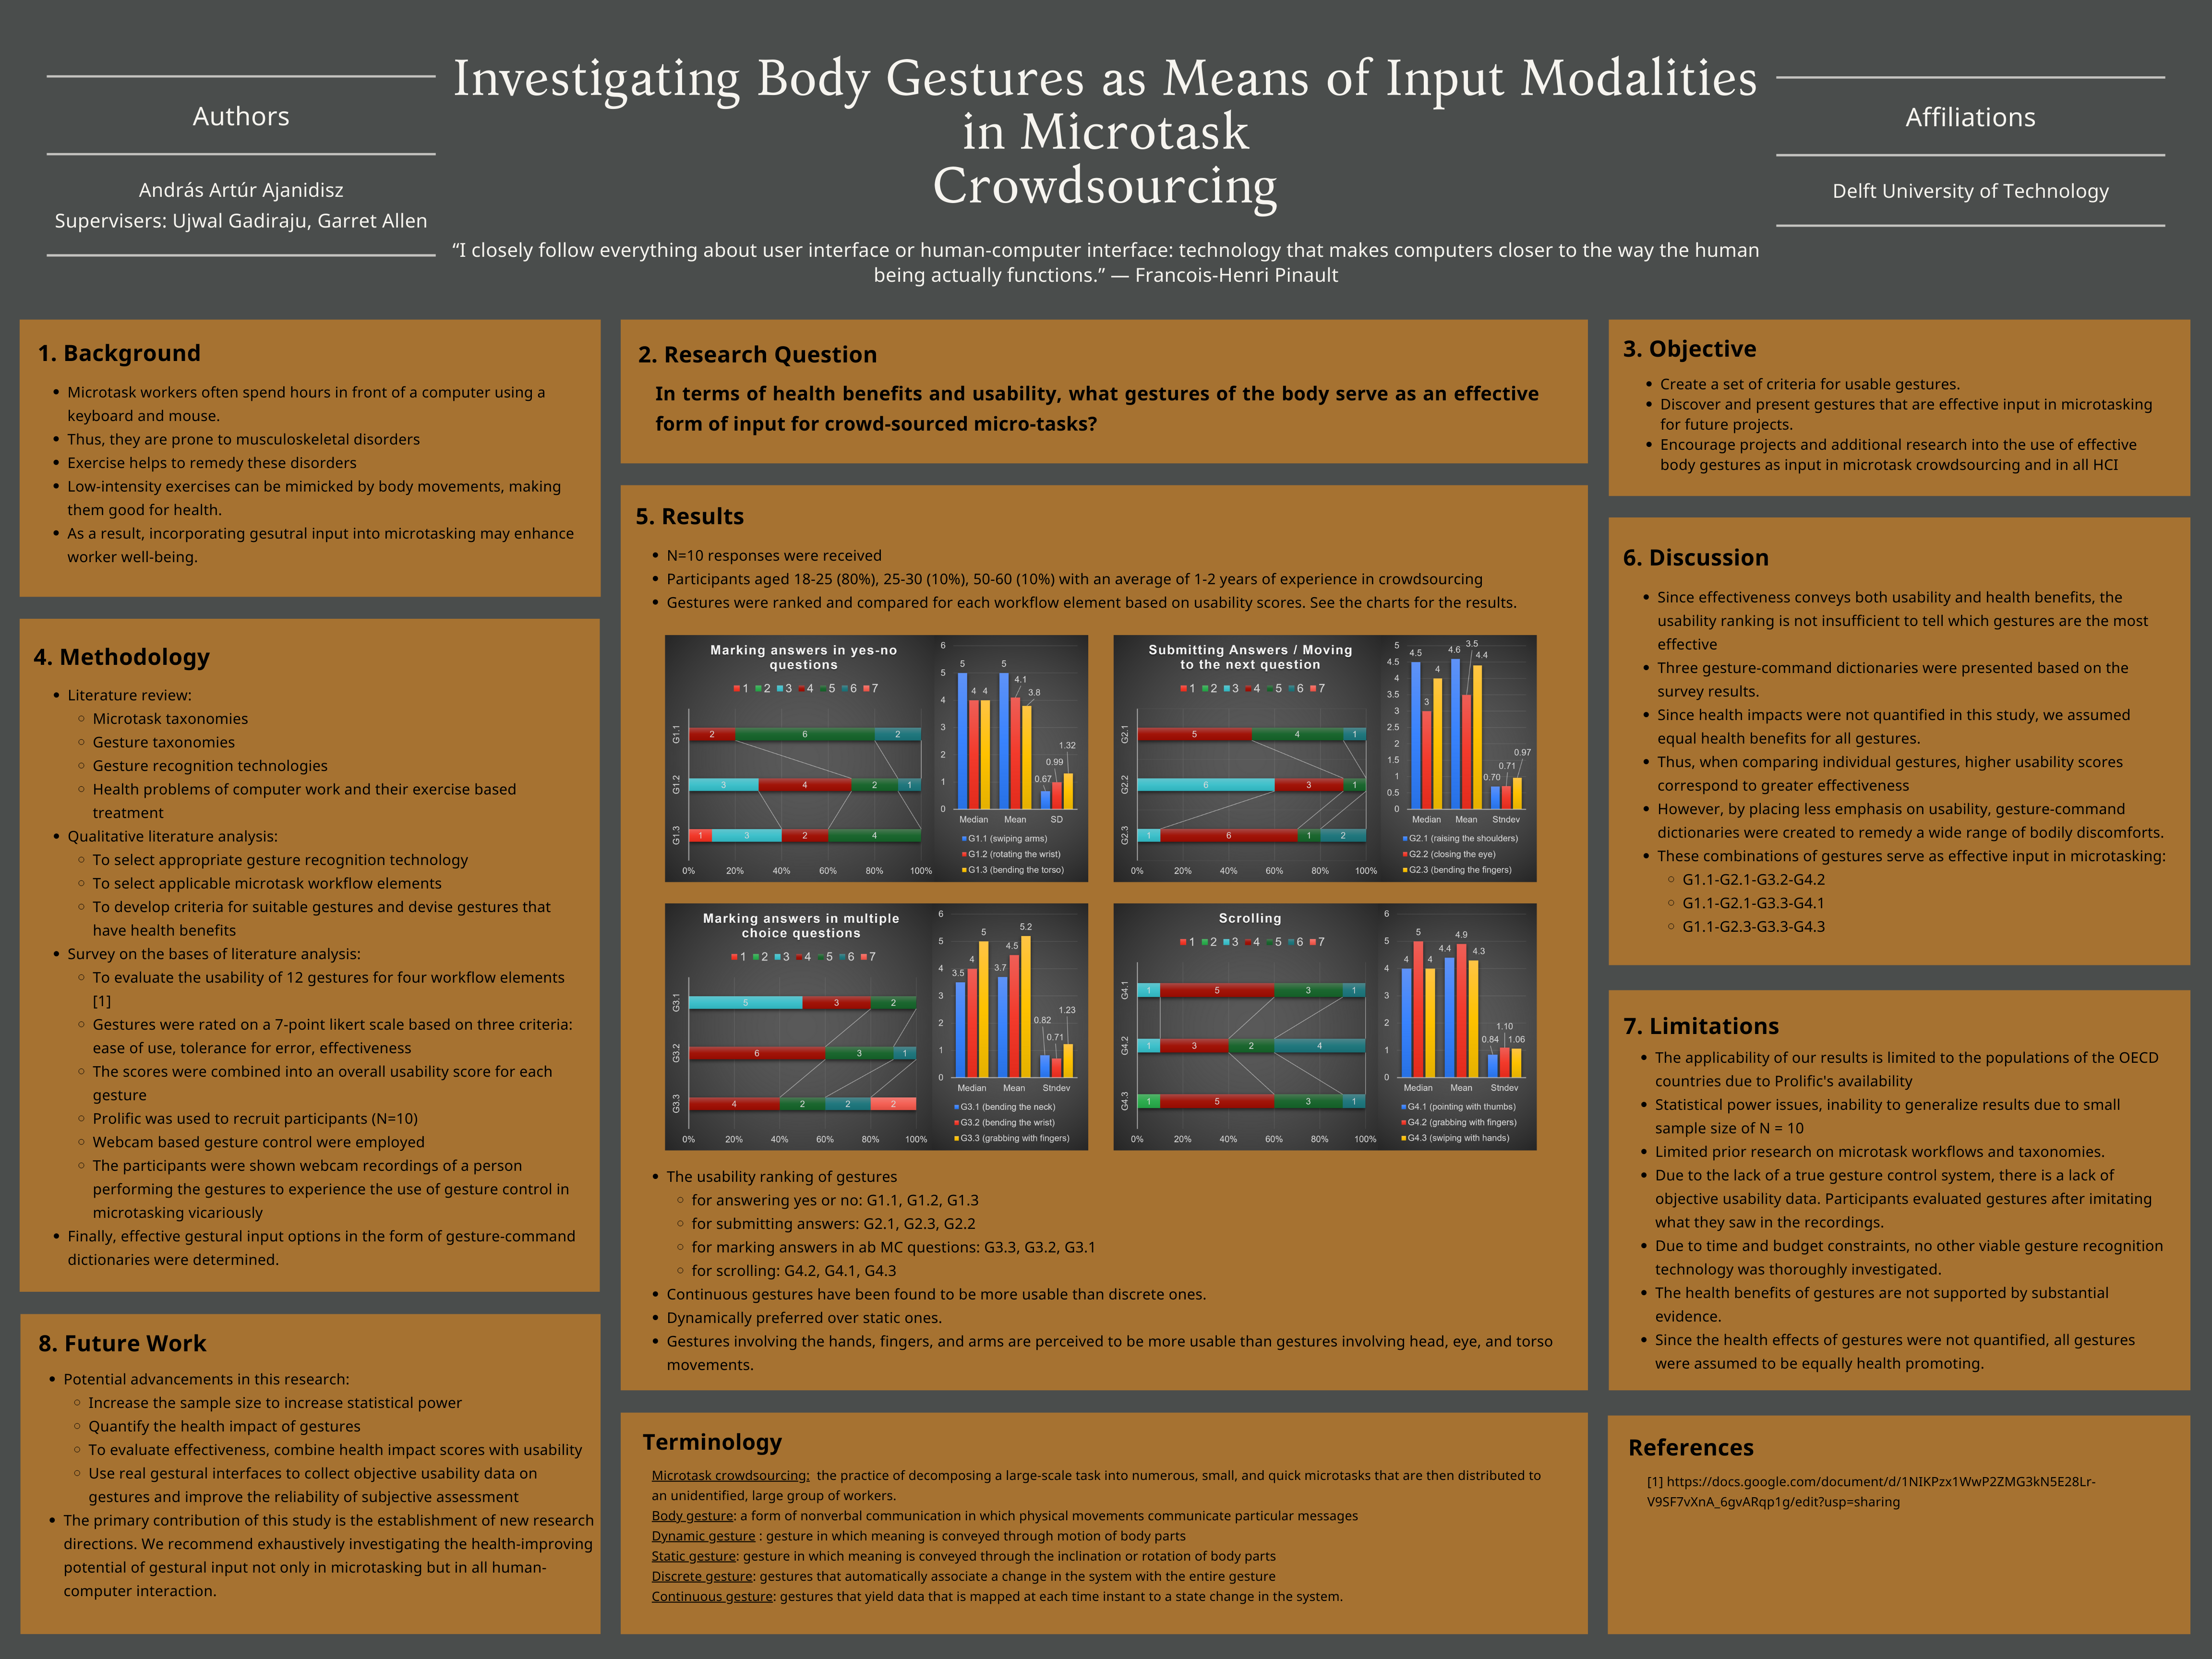 Authors
András Artúr Ajanidisz
Supervisers: Ujwal Gadiraju, Garret Allen
Investigating Body Gestures as Means of Input Modalities
in Microtask
Crowdsourcing
“I closely follow everything about user interface or human-computer interface: technology that makes computers closer to the way the human
being actually functions.” — Francois-Henri Pinault
Affiliations
Delft University of Technology
1. Background
• Microtask workers often spend hours in front of a computer using a
keyboard and mouse.
• Thus, they are prone to musculoskeletal disorders
• Exercise helps to remedy these disorders
• Low-intensity exercises can be mimicked by body movements, making
them good for health.
• As a result, incorporating gesutral input into microtasking may enhance
worker well-being.
2. Research Question
In terms of health benefits and usability, what gestures of the body serve as an effective
form of input for crowd-sourced micro-tasks?
3. Objective
• Create a set of criteria for usable gestures.
• Discover and present gestures that are effective input in microtasking
for future projects.
• Encourage projects and additional research into the use of effective
body gestures as input in microtask crowdsourcing and in all HCI
4. Methodology
• Literature review:
◦ Microtask taxonomies
◦ Gesture taxonomies
◦ Gesture recognition technologies
◦ Health problems of computer work and their exercise based
treatment
• Qualitative literature analysis:
◦ To select appropriate gesture recognition technology
◦ To select applicable microtask workflow elements
◦ To develop criteria for suitable gestures and devise gestures that
have health benefits
• Survey on the bases of literature analysis:
◦ To evaluate the usability of 12 gestures for four workflow elements
[1]
◦ Gestures were rated on a 7-point likert scale based on three criteria:
ease of use, tolerance for error, effectiveness
◦ The scores were combined into an overall usability score for each
gesture
◦ Prolific was used to recruit participants (N=10)
◦ Webcam based gesture control were employed
◦ The participants were shown webcam recordings of a person
performing the gestures to experience the use of gesture control in
microtasking vicariously
• Finally, effective gestural input options in the form of gesture-command
dictionaries were determined.
5. Results
• N=10 responses were received
• Participants aged 18-25 (80%), 25-30 (10%), 50-60 (10%) with an average of 1-2 years of experience in crowdsourcing
• Gestures were ranked and compared for each workflow element based on usability scores. See the charts for the results.
Marking answers in yes-no
questions
1 2 3 4 5 6 7
G1.1 2 6 2
G1.2 3 4 2 1
G1.3 1 3 2 4
0% 20% 40% 60% 80% 100%
6
5
4
3
2
1
0
5 4 4
5 4.1 3.8
0.67 0.99 1.32
Median Mean SD
G1.1 (swiping arms)
G1.2 (rotating the wrist)
G1.3 (bending the torso)
Submitting Answers / Moving
to the next question
1 2 3 4 5 6 7
G2.1 5 4 1
G2.2 6 3 1
G2.3 1 6 1 2
0% 20% 40% 60% 80% 100%
5
4.5
4
3.5
3
2.5
2
1.5
1
0.5
0
4.5 3 4
4.6 3.5 4.4
0.70 0.71 0.97
Median Mean Stndev
G2.1 (raising the shoulders)
G2.2 (closing the eye)
G2.3 (bending the fingers)
Marking answers in multiple
choice questions
1 2 3 4 5 6 7
G3.1 5 3 2
G3.2 6 3 1
G3.3 4 2 2 2
0% 20% 40% 60% 80% 100%
6
5
4
3
2
1
0
3.5 4 5
3.7 4.5 5.2
0.82 0.71 1.23
Median Mean Stndev
G3.1 (bending the neck)
G3.2 (bending the wrist)
G3.3 (grabbing with fingers)
Scrolling
1 2 3 4 5 6 7
G4.1 1 5 3 1
G4.2 1 3 2 4
G4.3 1 5 3 1
0% 20% 40% 60% 80% 100%
6
5
4
3
2
1
0
4 5 4
4.4 4.9 4.3
0.84 1.10 1.06
Median Mean Stndev
G4.1 (pointing with thumbs)
G4.2 (grabbing with fingers)
G4.3 (swiping with hands)
• The usability ranking of gestures
◦ for answering yes or no: G1.1, G1.2, G1.3
◦ for submitting answers: G2.1, G2.3, G2.2
◦ for marking answers in ab MC questions: G3.3, G3.2, G3.1
◦ for scrolling: G4.2, G4.1, G4.3
• Continuous gestures have been found to be more usable than discrete ones.
• Dynamically preferred over static ones.
• Gestures involving the hands, fingers, and arms are perceived to be more usable than gestures involving head, eye, and torso
movements.
6. Discussion
• Since effectiveness conveys both usability and health benefits, the
usability ranking is not insufficient to tell which gestures are the most
effective
• Three gesture-command dictionaries were presented based on the
survey results.
• Since health impacts were not quantified in this study, we assumed
equal health benefits for all gestures.
• Thus, when comparing individual gestures, higher usability scores
correspond to greater effectiveness
• However, by placing less emphasis on usability, gesture-command
dictionaries were created to remedy a wide range of bodily discomforts.
• These combinations of gestures serve as effective input in microtasking:
◦ G1.1-G2.1-G3.2-G4.2
◦ G1.1-G2.1-G3.3-G4.1
◦ G1.1-G2.3-G3.3-G4.3
7. Limitations
• The applicability of our results is limited to the populations of the OECD
countries due to Prolific's availability
• Statistical power issues, inability to generalize results due to small
sample size of N = 10
• Limited prior research on microtask workflows and taxonomies.
• Due to the lack of a true gesture control system, there is a lack of
objective usability data. Participants evaluated gestures after imitating
what they saw in the recordings.
• Due to time and budget constraints, no other viable gesture recognition
technology was thoroughly investigated.
• The health benefits of gestures are not supported by substantial
evidence.
• Since the health effects of gestures were not quantified, all gestures
were assumed to be equally health promoting.
8. Future Work
• Potential advancements in this research:
◦ Increase the sample size to increase statistical power
◦ Quantify the health impact of gestures
◦ To evaluate effectiveness, combine health impact scores with usability
◦ Use real gestural interfaces to collect objective usability data on
gestures and improve the reliability of subjective assessment
• The primary contribution of this study is the establishment of new research
directions. We recommend exhaustively investigating the health-improving
potential of gestural input not only in microtasking but in all human-
computer interaction.
Terminology
Microtask crowdsourcing: the practice of decomposing a large-scale task into numerous, small, and quick microtasks that are then distributed to
an unidentified, large group of workers.
Body gesture: a form of nonverbal communication in which physical movements communicate particular messages
Dynamic gesture : gesture in which meaning is conveyed through motion of body parts
Static gesture: gesture in which meaning is conveyed through the inclination or rotation of body parts
Discrete gesture: gestures that automatically associate a change in the system with the entire gesture
Continuous gesture: gestures that yield data that is mapped at each time instant to a state change in the system.
References
[1] https://docs.google.com/document/d/1NIKPzx1WwP2ZMG3kN5E28Lr-
V9SF7vXnA_6gvARqp1g/edit?usp=sharing